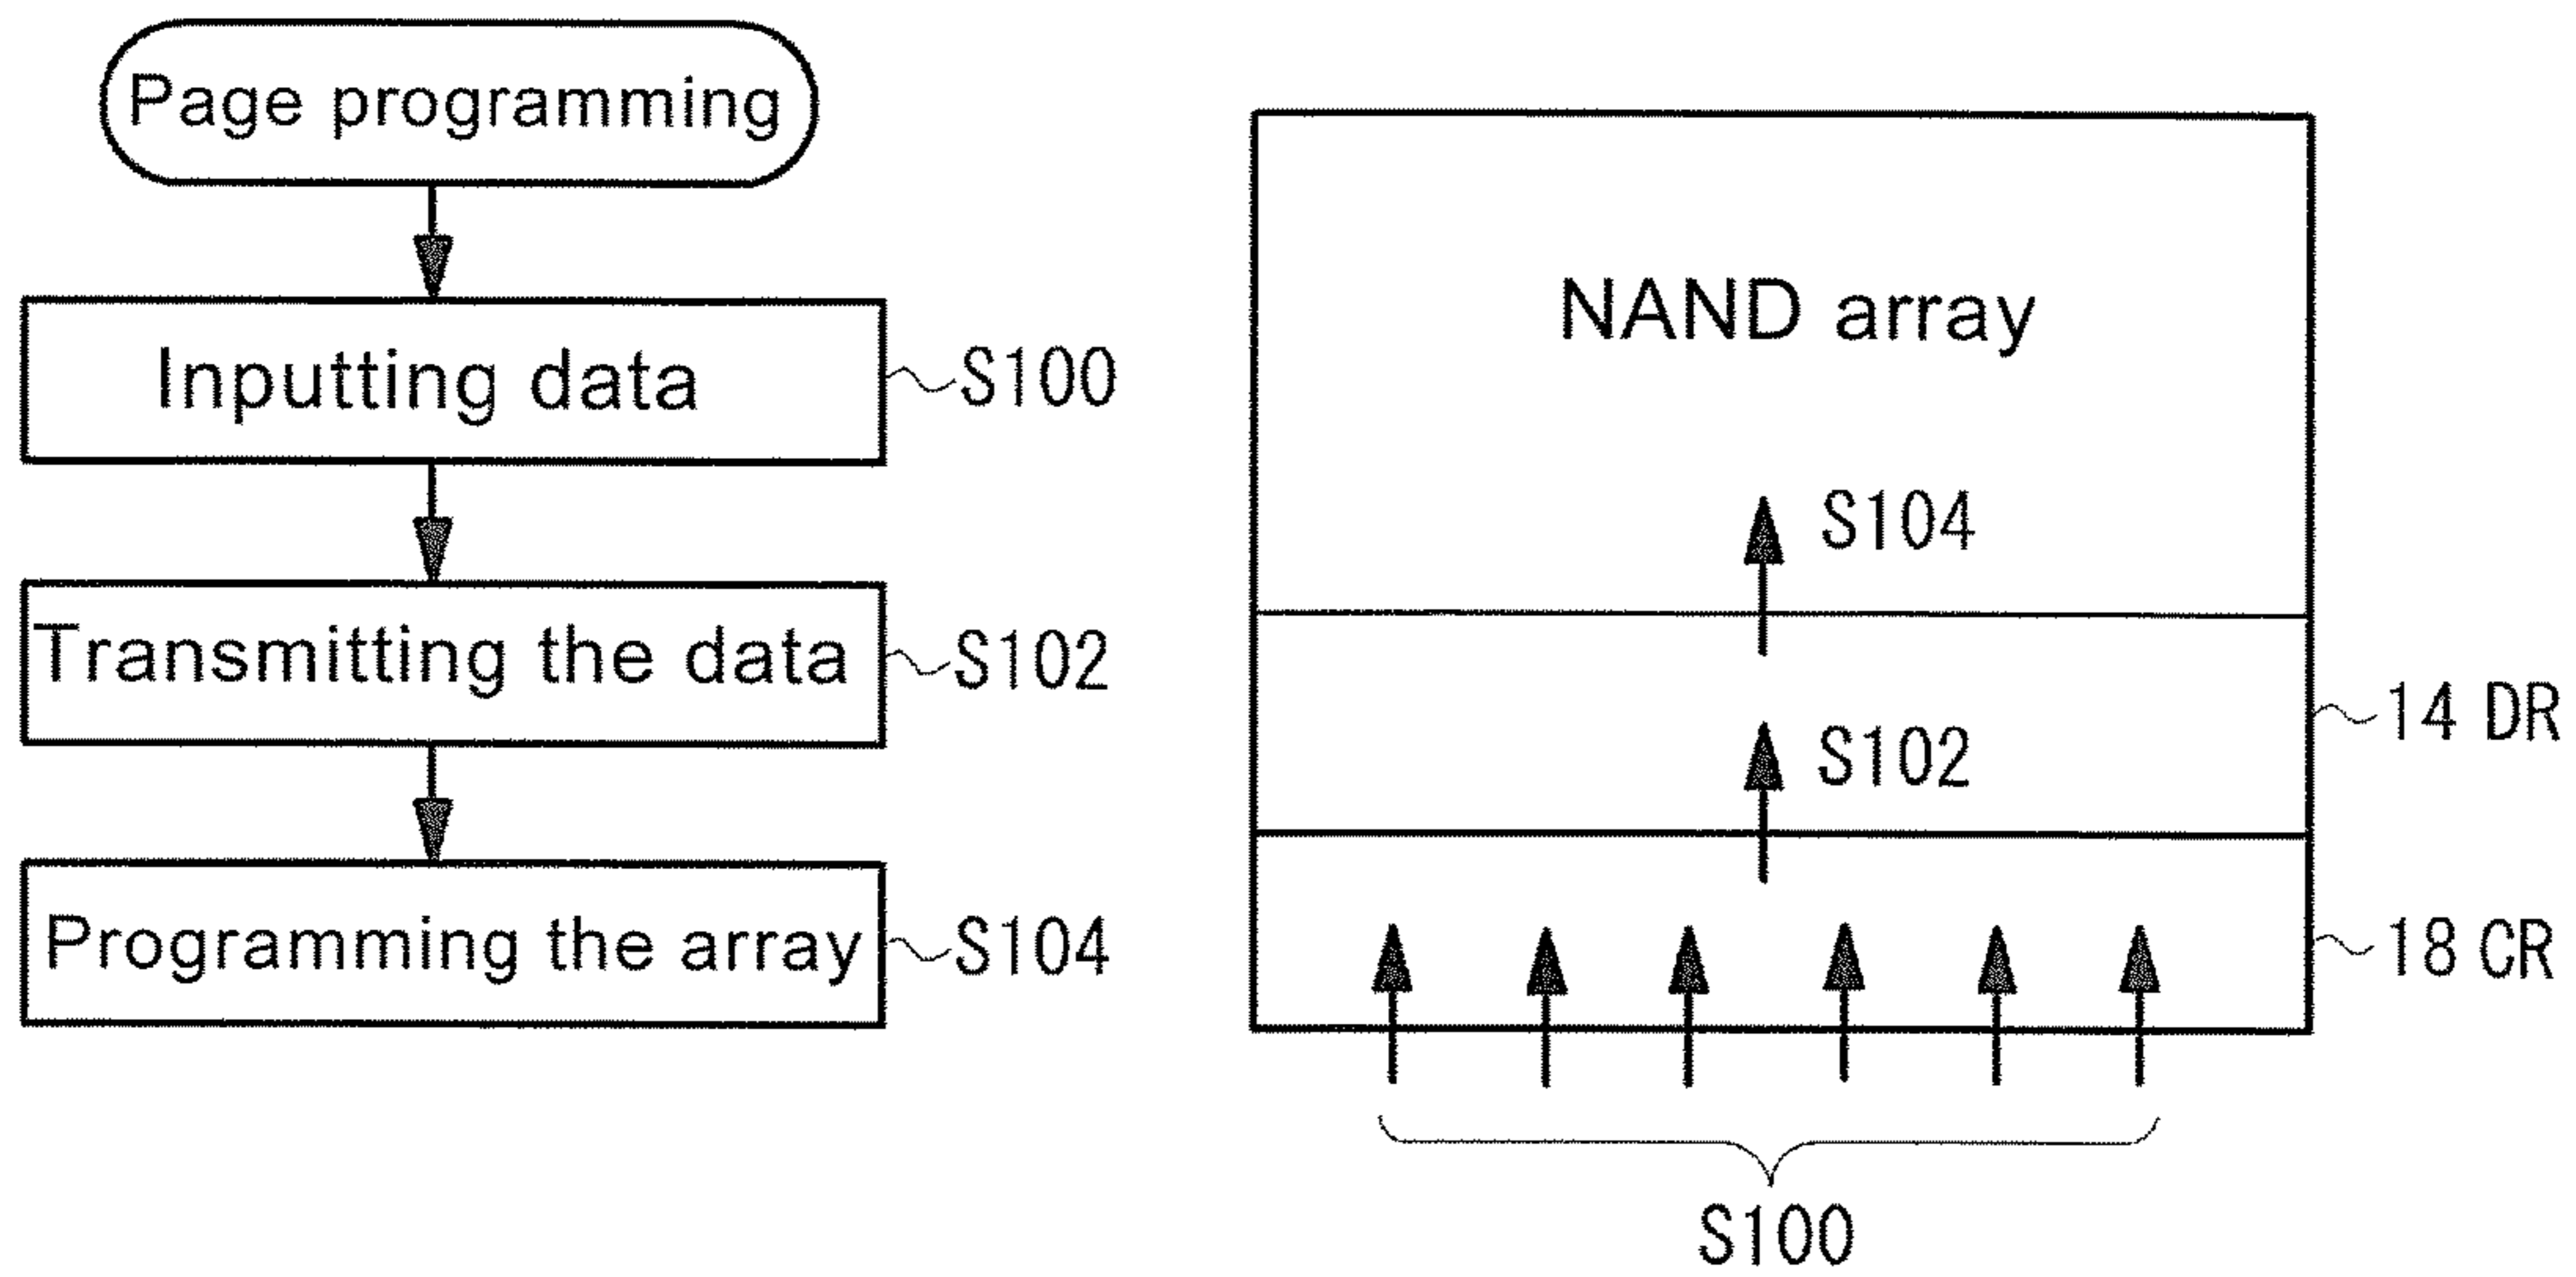 Page programming
Inputting data
S100
Transmitting the data
S102
Programming the array
S104
NAND array
S104
S102
14 DR
18 CR
S100